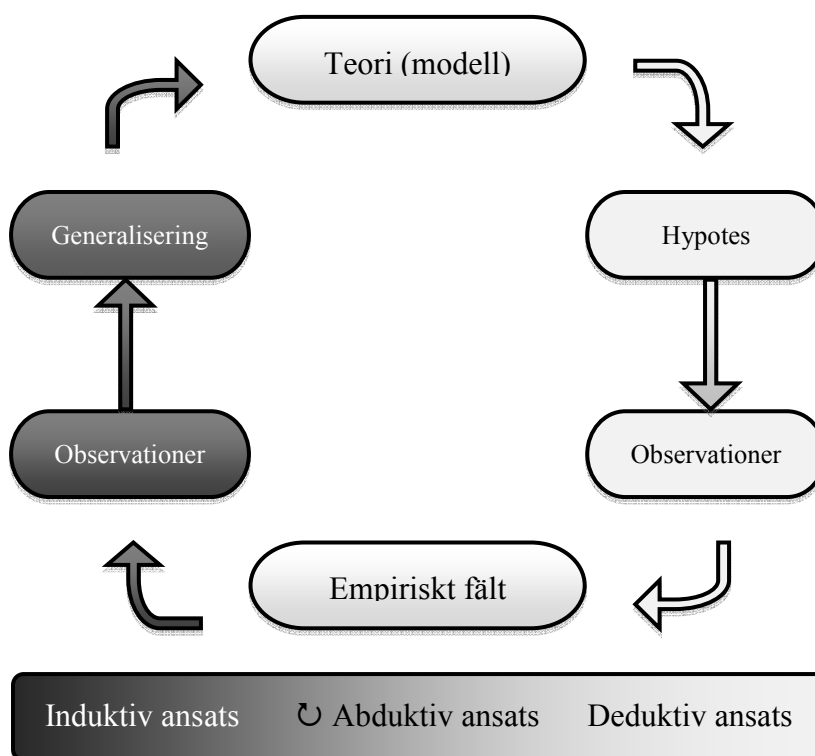 Teori (modell)
Generalisering
Hypotes
Observationer
Observationer
Empiriskt fält
Induktiv ansats
↻ Abduktiv ansats
Deduktiv ansats